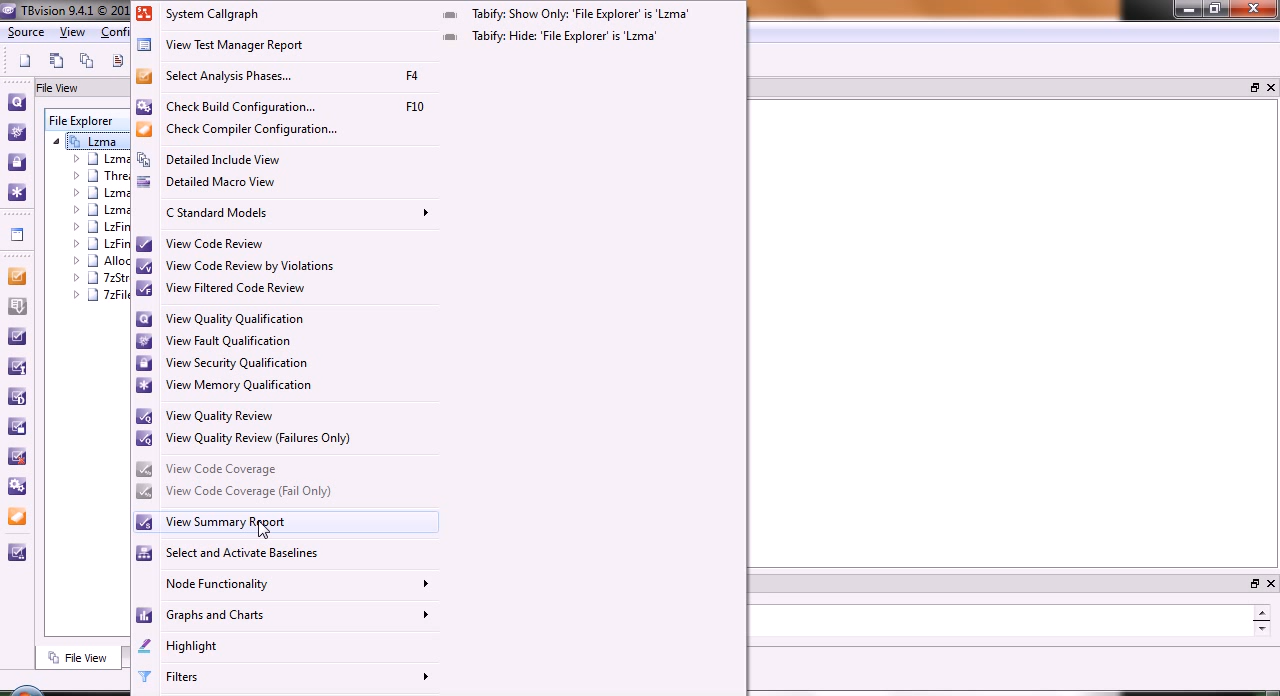 TBvision 9.4.1 © 201
Source View Confi
File View
File Explorer
Lzma
Lzma
Threa
Lzma
Lzma
LzFin
LzFin
Alloc
7zStr
7zFile
File View
System Callgraph
View Test Manager Report
Select Analysis Phases... F4
Check Build Configuration... F10
Check Compiler Configuration...
Detailed Include View
Detailed Macro View
C Standard Models
View Code Review
View Code Review by Violations
View Filtered Code Review
View Quality Qualification
View Fault Qualification
View Security Qualification
View Memory Qualification
View Quality Review
View Quality Review (Failures Only)
View Code Coverage
View Code Coverage (Fail Only)
View Summary Report
Select and Activate Baselines
Node Functionality
Graphs and Charts
Highlight
Filters
Tabify: Show Only: 'File Explorer' is 'Lzma'
Tabify: Hide: 'File Explorer' is 'Lzma'